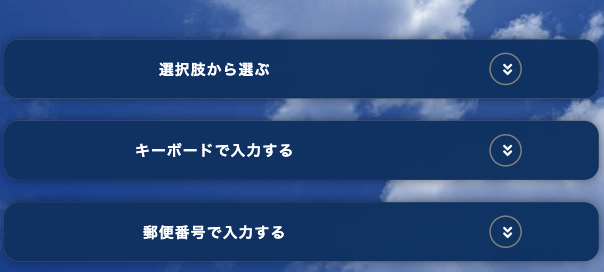 選択肢から選ぶ
キーボードで入力する
郵便番号で入力する